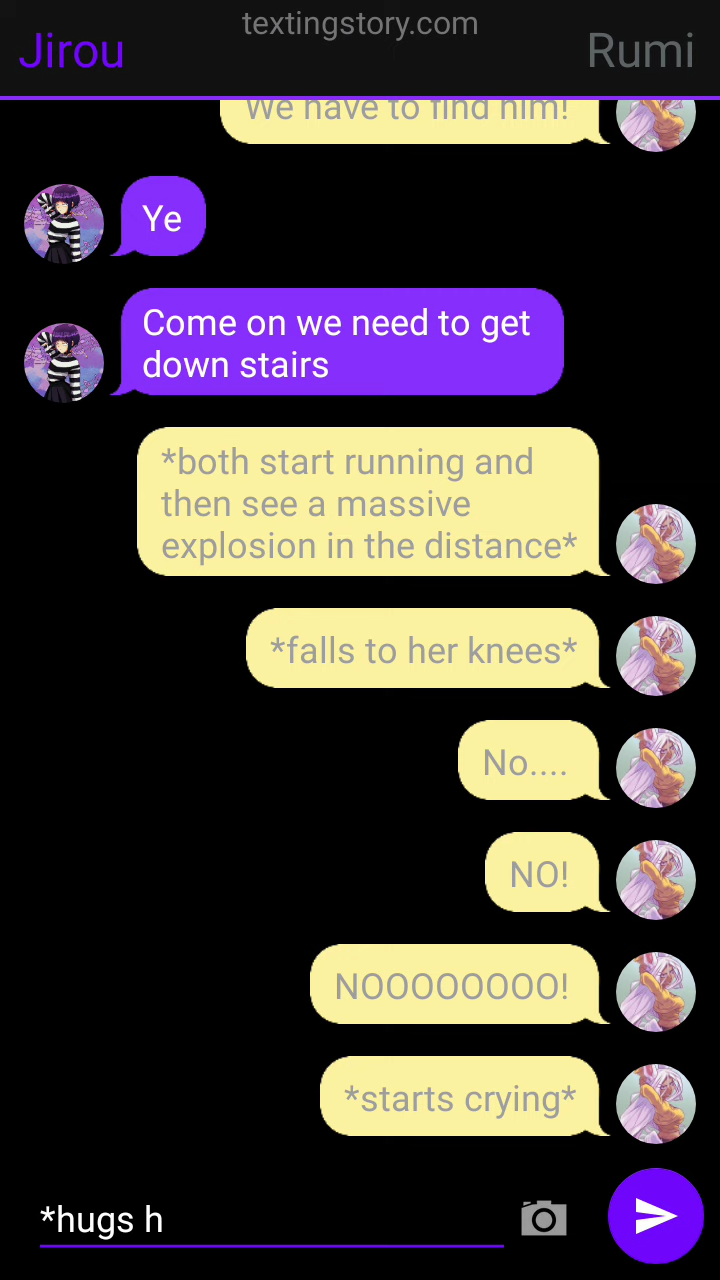 textingstory.com
Jirou
Rumi
We have to find him!
Ye
Come on we need to get
down stairs
*both start running and
then see a massive
explosion in the distance*
*falls to her knees*
No....
NO!
NOOOOOOOO!
*starts crying*
*hugs h